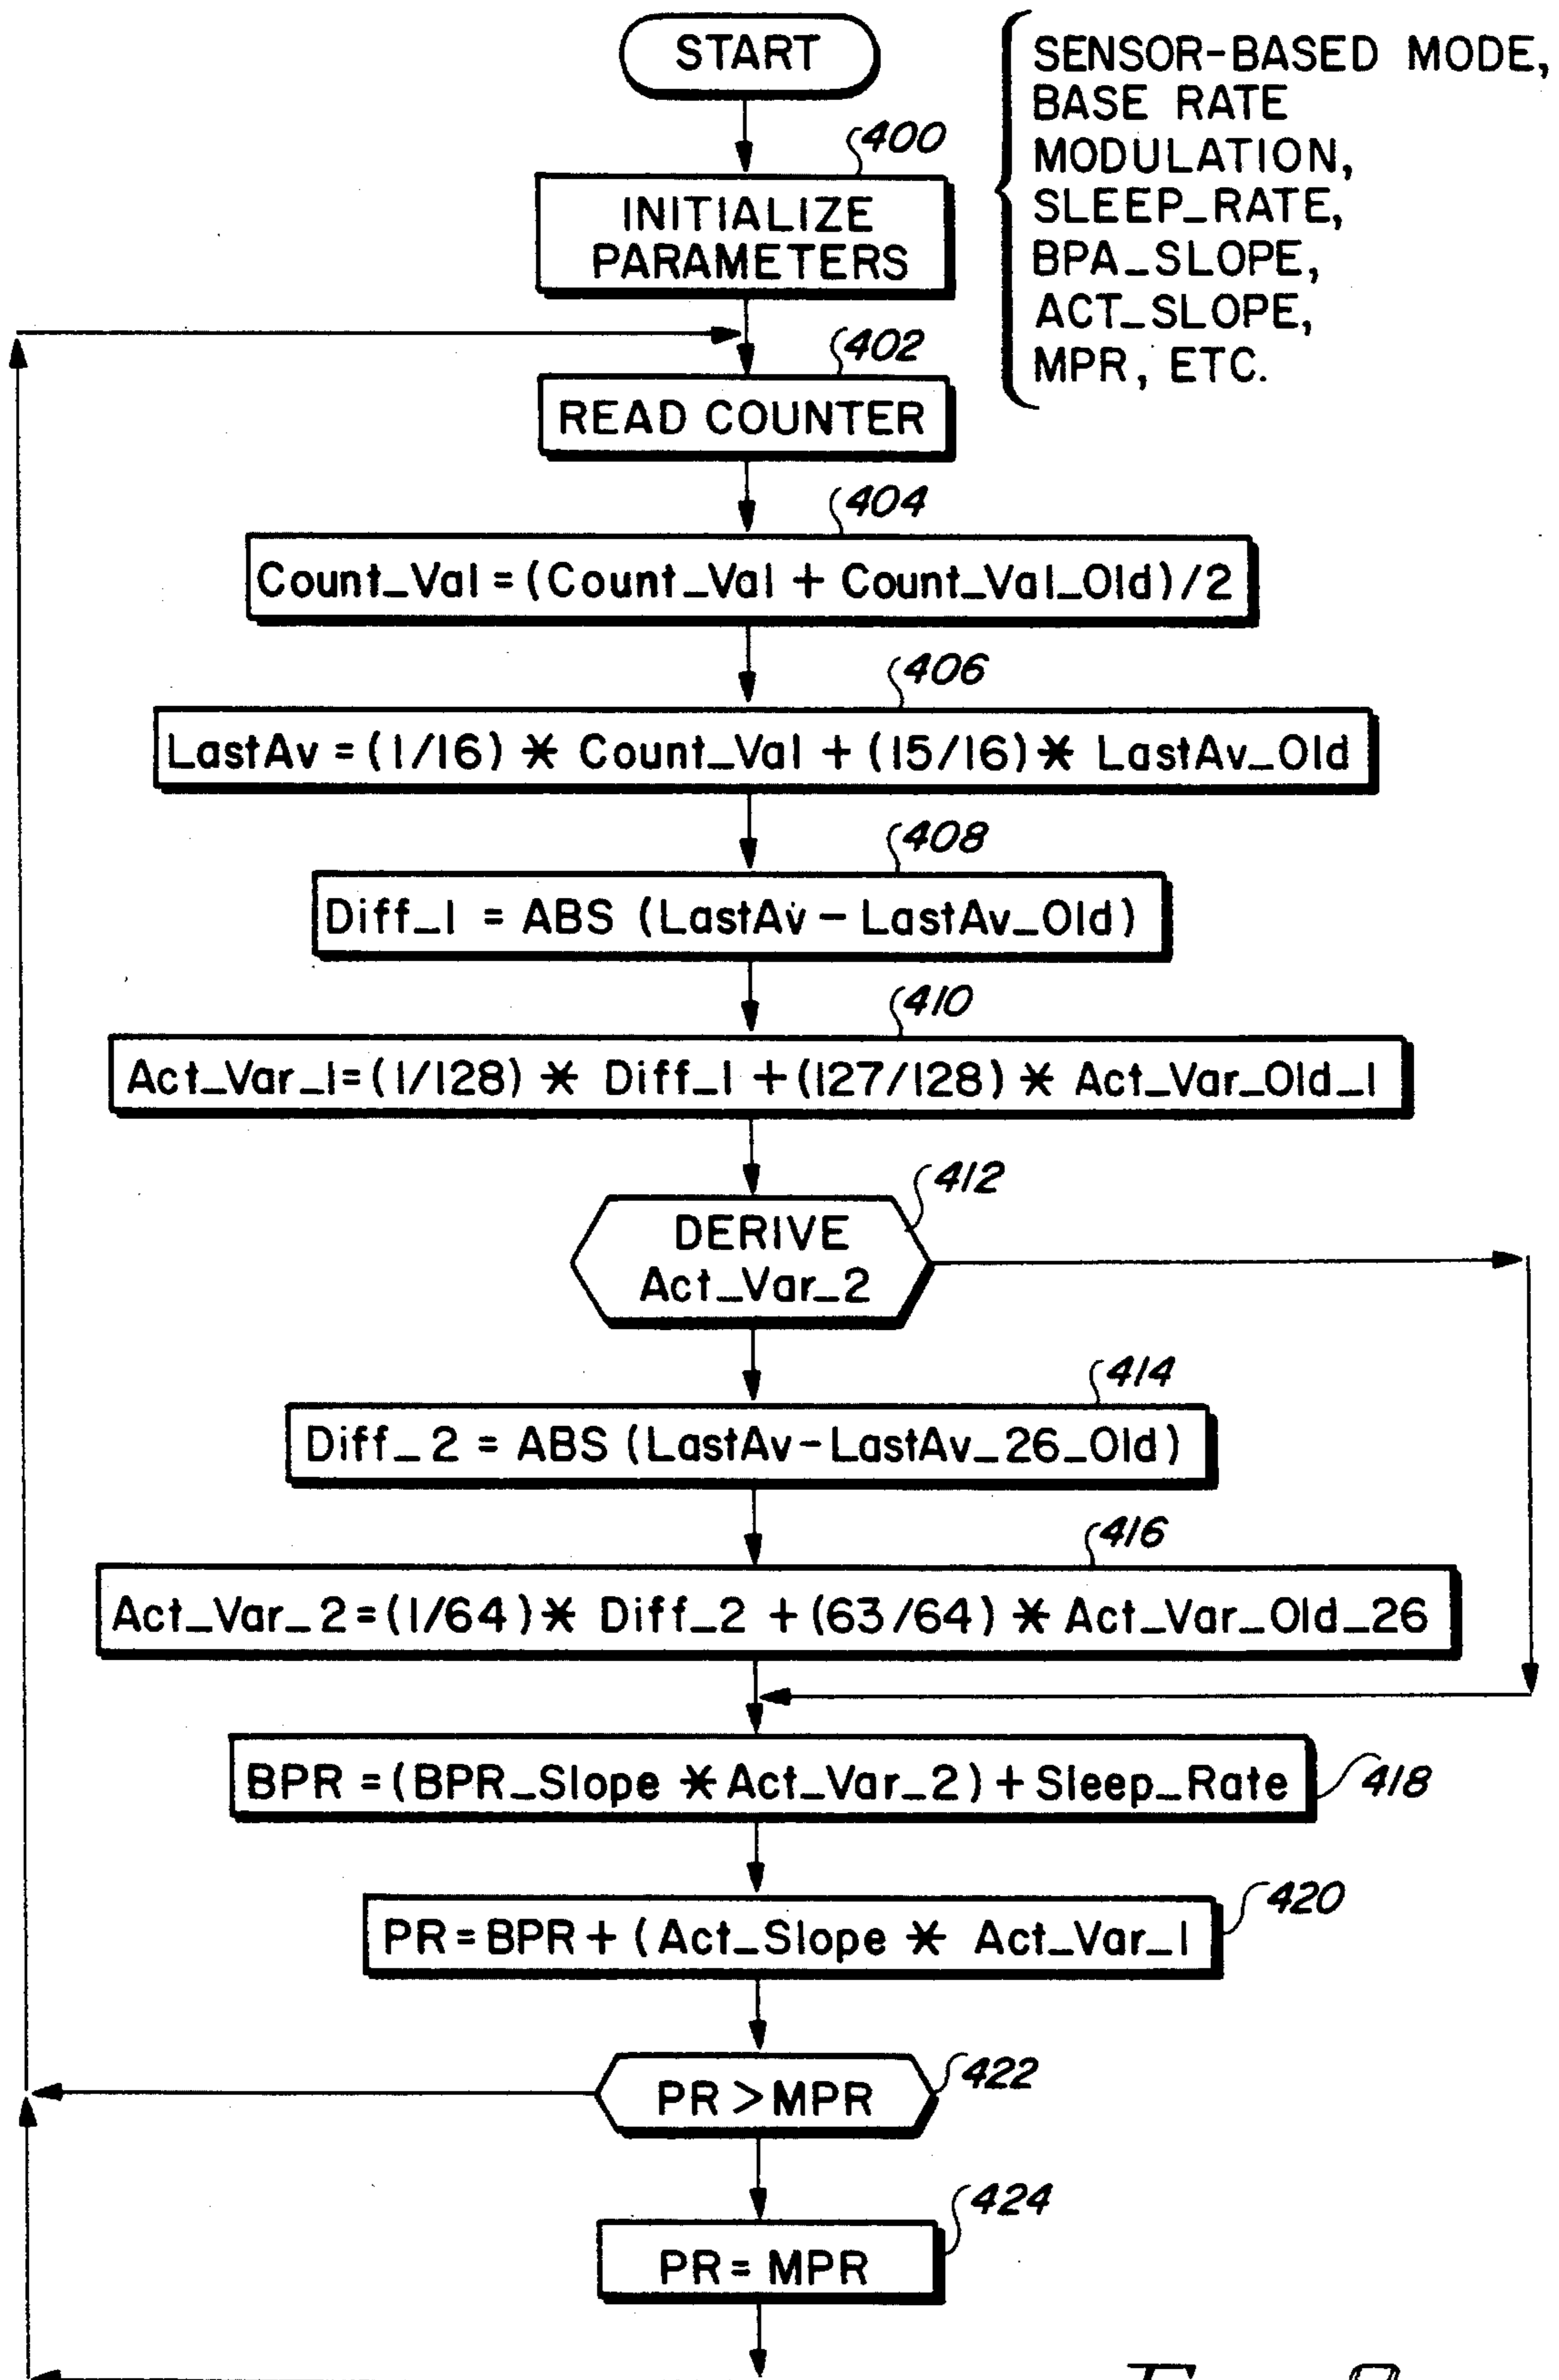 START
SENSOR-BASED MODE,
BASE RATE
MODULATION,
SLEEP_RATE,
BPA_SLOPE,
ACT_SLOPE,
MPR, ETC.
400
INITIALIZE
PARAMETERS
402
READ COUNTER
404
Count_Val = (Count_Val + Count_Val_Old)/2
406
LastAv = (1/16) * Count_Val + (15/16) * LastAv_Old
408
Diff_1 = ABS (LastAv - LastAv_Old)
410
Act_Var_1 = (1/128) * Diff_1 + (127/128) * Act_Var_Old_1
412
DERIVE
Act_Var_2
414
Diff_2 = ABS (LastAv - LastAv_26_Old)
416
Act_Var_2 = (1/64) * Diff_2 + (63/64) * Act_Var_Old_26
BPR = (BPR_Slope * Act_Var_2) + Sleep_Rate
418
420
PR = BPR + (Act_Slope * Act_Var_1
422
PR > MPR
424
PR = MPR